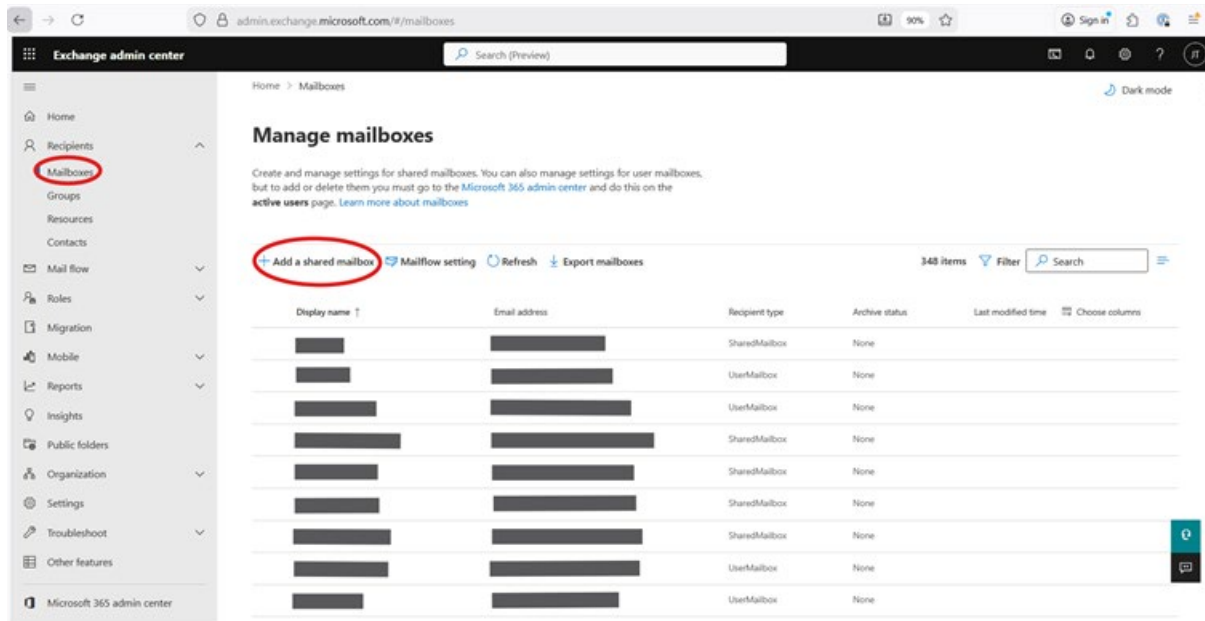 admin.exchange.microsoft.com/#/mailboxes 90% Sign in
Exchange admin center Search (Preview) JT
Home > Mailboxes Dark mode
Home
Recipients
Mailboxes
Groups
Resources
Contacts
Mail flow
Roles
Migration
Mobile
Reports
Insights
Public folders
Organization
Settings
Troubleshoot
Other features
Microsoft 365 admin center
Manage mailboxes
Create and manage settings for shared mailboxes. You can also manage settings for user mailboxes,
but to add or delete them you must go to the Microsoft 365 admin center and do this on the
active users page. Learn more about mailboxes
Add a shared mailbox Mailflow setting Refresh Export mailboxes 348 items Filter Search
Display name ↑ Email address Recipient type Archive status Last modified time Choose columns
SharedMailbox None
UserMailbox None
UserMailbox None
SharedMailbox None
SharedMailbox None
SharedMailbox None
SharedMailbox None
UserMailbox None
UserMailbox None